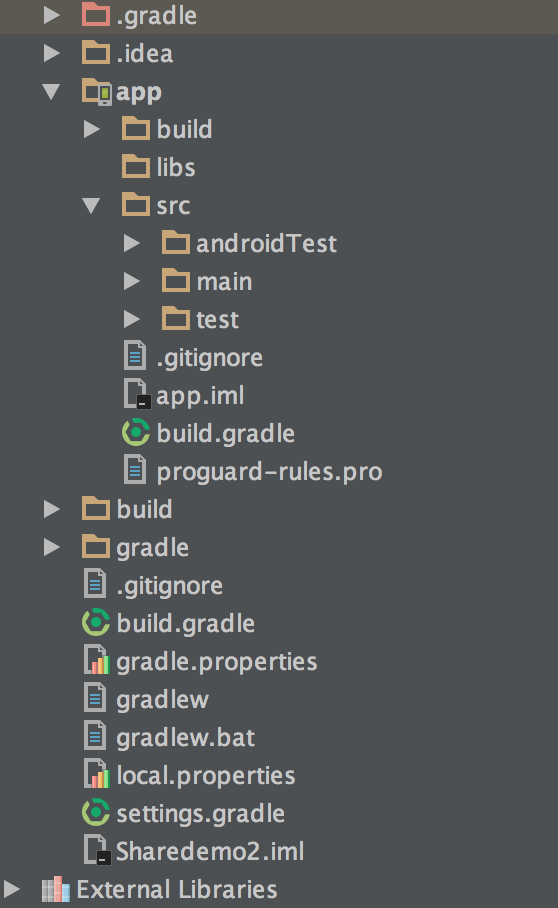 .gradle
.idea
app
build
libs
src
androidTest
main
test
.gitignore
app.iml
build.gradle
proguard-rules.pro
build
gradle
.gitignore
build.gradle
gradle.properties
gradlew
gradlew.bat
local.properties
settings.gradle
Sharedemo2.iml
External Libraries